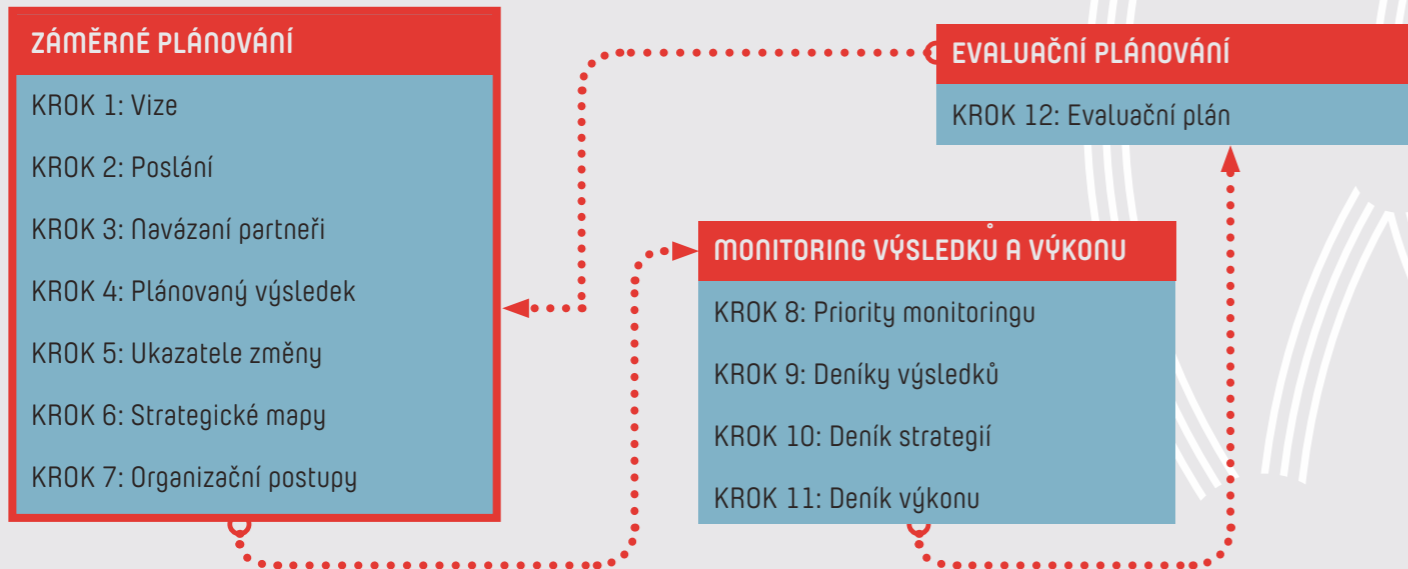 ZÁMĚRNÉ PLÁNOVÁNÍ
KROK 1: Vize
KROK 2: Poslání
KROK 3: Navázaní partneři
KROK 4: Plánovaný výsledek
KROK 5: Ukazatele změny
KROK 6: Strategické mapy
KROK 7: Organizační postupy
MONITORING VÝSLEDKŮ A VÝKONU
KROK 8: Priority monitoringu
KROK 9: Deníky výsledků
KROK 10: Deník strategií
KROK 11: Deník výkonu
EVALUAČNÍ PLÁNOVÁNÍ
KROK 12: Evaluační plán